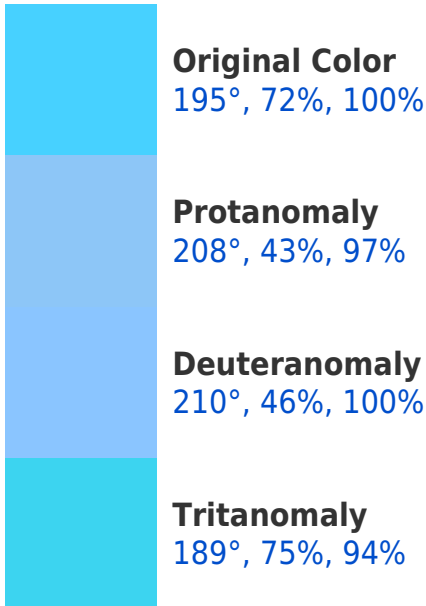 Original Color
195°, 72%, 100%
Protanomaly
208°, 43%, 97%
Deuteranomaly
210°, 46%, 100%
Tritanomaly
189°, 75%, 94%